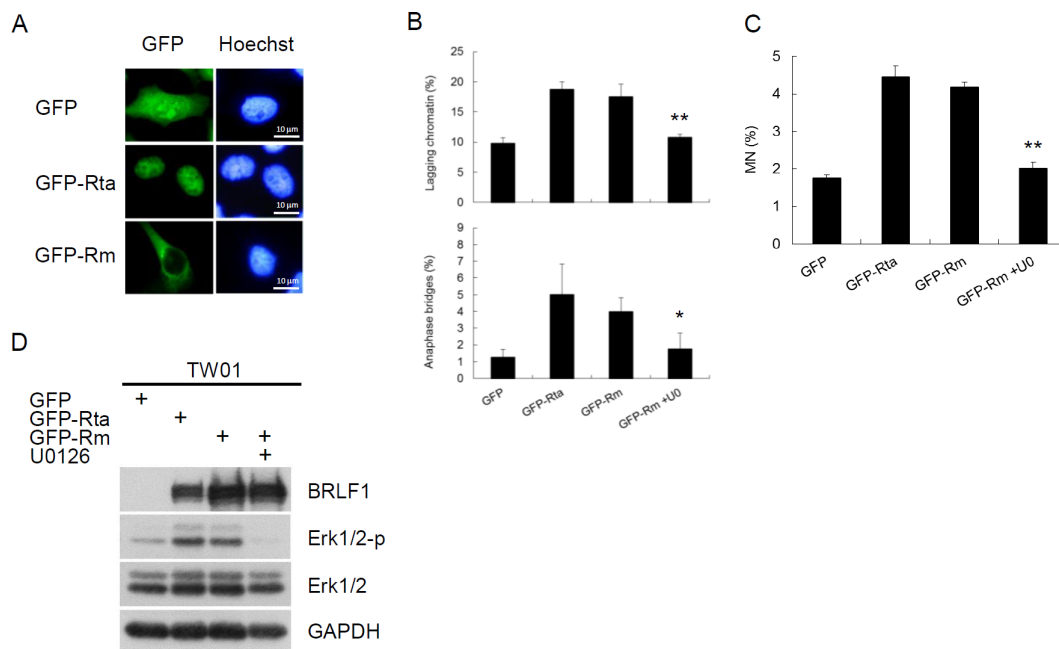 A
GFP Hoechst
GFP
10 µm
GFP-Rta
10 µm
GFP-Rm
10 µm
B
Lagging chromatin (%)
25
20
15
10
5
0
**
Anaphase bridges (%)
9
8
7
6
5
4
3
2
1
0
*
GFP GFP-Rta GFP-Rm GFP-Rm +U0
C
MN (%)
5
4
3
2
1
0
**
GFP GFP-Rta GFP-Rm GFP-Rm +U0
D
TW01
GFP +
GFP-Rta +
GFP-Rm + +
U0126 +
BRLF1
Erk1/2-p
Erk1/2
GAPDH